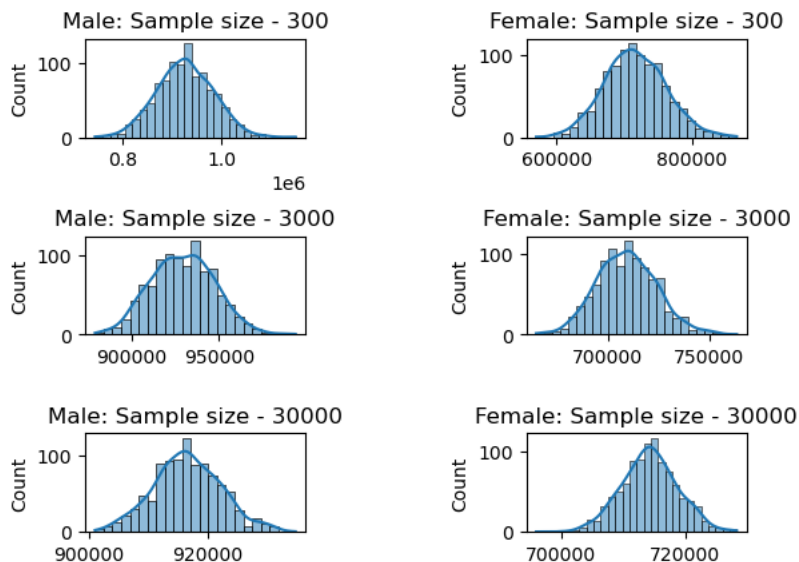 Male: Sample size - 300
Female: Sample size - 300
Count
100
0
0.8
1.0
1e6
Count
100
0
600000
800000
Male: Sample size - 3000
Female: Sample size - 3000
Count
100
0
900000
950000
Count
100
0
700000
750000
Male: Sample size - 30000
Female: Sample size - 30000
Count
100
0
900000
920000
Count
100
0
700000
720000